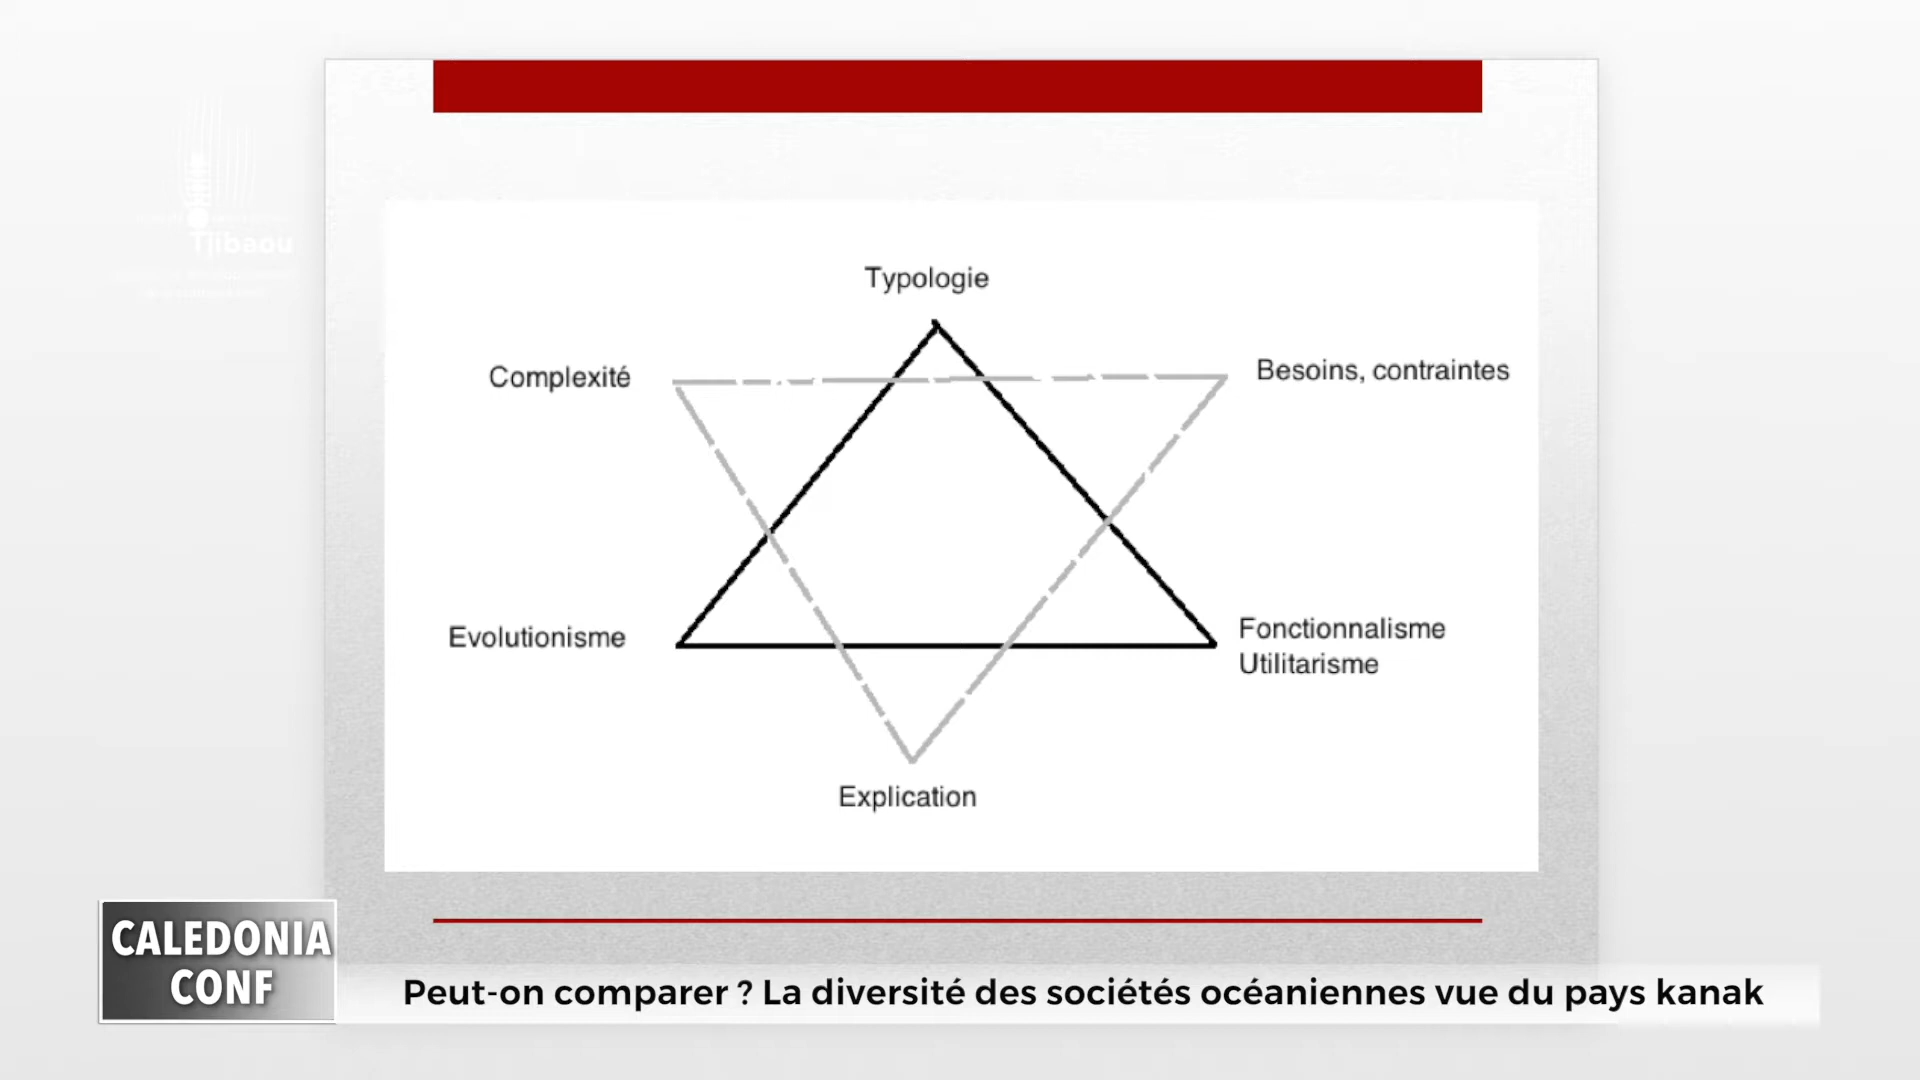 Tjibaou
Typologie
Complexité
Besoins, contraintes
Evolutionisme
Fonctionnalisme
Utilitarisme
Explication
CALEDONIA
CONF
Peut-on comparer ? La diversité des sociétés océaniennes vue du pays kanak